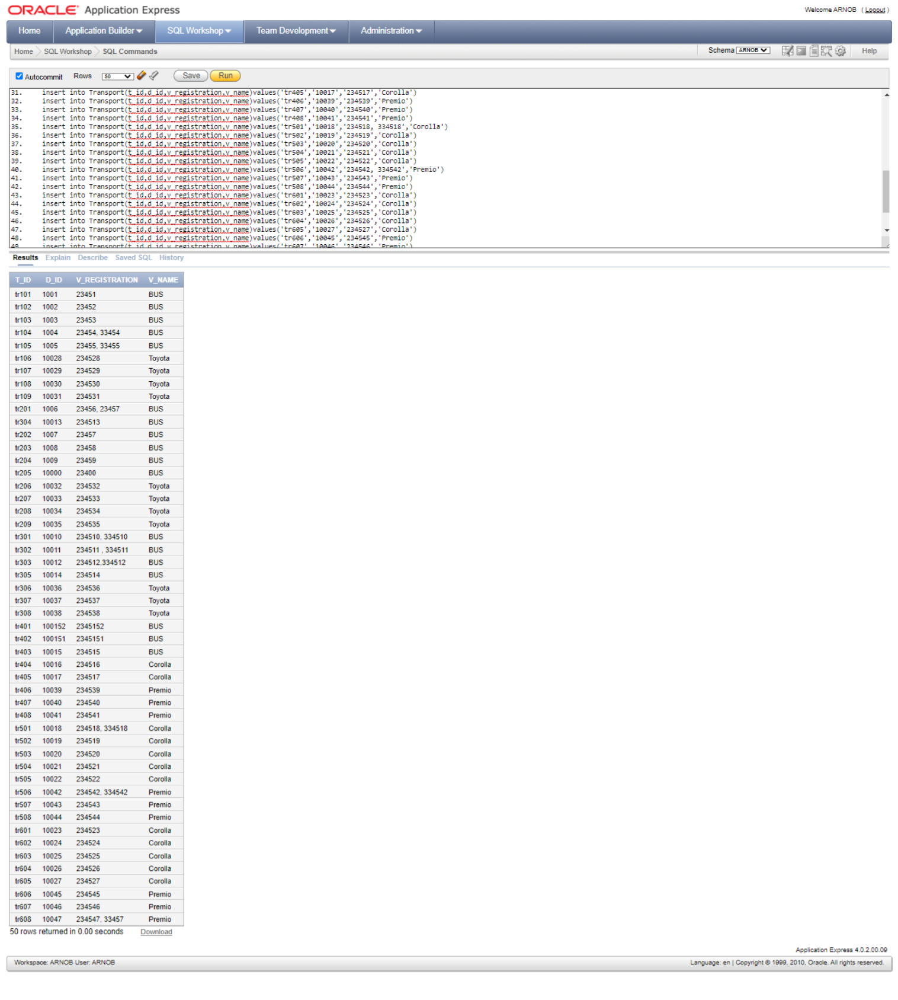 ORACLE® Application Express
Welcome ARNOB ( Logout )
Home Application Builder SQL Workshop Team Development Administration
Home SQL Workshop SQL Commands Schema ARNOB Help
Autocommit Rows 50 Save Run
31. insert into Transport(t_id,d_id,v_registration,v_name)values('tr405','10017','234517','Corolla')
32. insert into Transport(t_id,d_id,v_registration,v_name)values('tr406','10039','234539','Premio')
33. insert into Transport(t_id,d_id,v_registration,v_name)values('tr407','10040','234540','Premio')
34. insert into Transport(t_id,d_id,v_registration,v_name)values('tr408','10041','234541','Premio')
35. insert into Transport(t_id,d_id,v_registration,v_name)values('tr501','10018','234518, 334518','Corolla')
36. insert into Transport(t_id,d_id,v_registration,v_name)values('tr502','10019','234519','Corolla')
37. insert into Transport(t_id,d_id,v_registration,v_name)values('tr503','10020','234520','Corolla')
38. insert into Transport(t_id,d_id,v_registration,v_name)values('tr504','10021','234521','Corolla')
39. insert into Transport(t_id,d_id,v_registration,v_name)values('tr505','10022','234522','Corolla')
40. insert into Transport(t_id,d_id,v_registration,v_name)values('tr506','10042','234542, 334542','Premio')
41. insert into Transport(t_id,d_id,v_registration,v_name)values('tr507','10043','234543','Premio')
42. insert into Transport(t_id,d_id,v_registration,v_name)values('tr508','10044','234544','Premio')
43. insert into Transport(t_id,d_id,v_registration,v_name)values('tr601','10023','234523','Corolla')
44. insert into Transport(t_id,d_id,v_registration,v_name)values('tr602','10024','234524','Corolla')
45. insert into Transport(t_id,d_id,v_registration,v_name)values('tr603','10025','234525','Corolla')
46. insert into Transport(t_id,d_id,v_registration,v_name)values('tr604','10026','234526','Corolla')
47. insert into Transport(t_id,d_id,v_registration,v_name)values('tr605','10027','234527','Corolla')
48. insert into Transport(t_id,d_id,v_registration,v_name)values('tr606','10045','234545','Premio')
49. insert into Transport(t_id,d_id,v_registration,v_name)values('tr607','10046','234546','Premio')
Results Explain Describe Saved SQL History
T_ID D_ID V_REGISTRATION V_NAME
tr101 1001 23451 BUS
tr102 1002 23452 BUS
tr103 1003 23453 BUS
tr104 1004 23454, 33454 BUS
tr105 1005 23455, 33455 BUS
tr106 10028 234528 Toyota
tr107 10029 234529 Toyota
tr108 10030 234530 Toyota
tr109 10031 234531 Toyota
tr201 1006 23456, 23457 BUS
tr304 10013 234513 BUS
tr202 1007 23457 BUS
tr203 1008 23458 BUS
tr204 1009 23459 BUS
tr205 10000 23400 BUS
tr206 10032 234532 Toyota
tr207 10033 234533 Toyota
tr208 10034 234534 Toyota
tr209 10035 234535 Toyota
tr301 10010 234510, 334510 BUS
tr302 10011 234511 , 334511 BUS
tr303 10012 234512,334512 BUS
tr305 10014 234514 BUS
tr306 10036 234536 Toyota
tr307 10037 234537 Toyota
tr308 10038 234538 Toyota
tr401 100152 2345152 BUS
tr402 100151 2345151 BUS
tr403 10015 234515 BUS
tr404 10016 234516 Corolla
tr405 10017 234517 Corolla
tr406 10039 234539 Premio
tr407 10040 234540 Premio
tr408 10041 234541 Premio
tr501 10018 234518, 334518 Corolla
tr502 10019 234519 Corolla
tr503 10020 234520 Corolla
tr504 10021 234521 Corolla
tr505 10022 234522 Corolla
tr506 10042 234542, 334542 Premio
tr507 10043 234543 Premio
tr508 10044 234544 Premio
tr601 10023 234523 Corolla
tr602 10024 234524 Corolla
tr603 10025 234525 Corolla
tr604 10026 234526 Corolla
tr605 10027 234527 Corolla
tr606 10045 234545 Premio
tr607 10046 234546 Premio
tr608 10047 234547, 33457 Premio
50 rows returned in 0.00 seconds Download
Application Express 4.0.2.00.09
Workspace: ARNOB User: ARNOB
Language: en | Copyright © 1999, 2010, Oracle. All rights reserved.